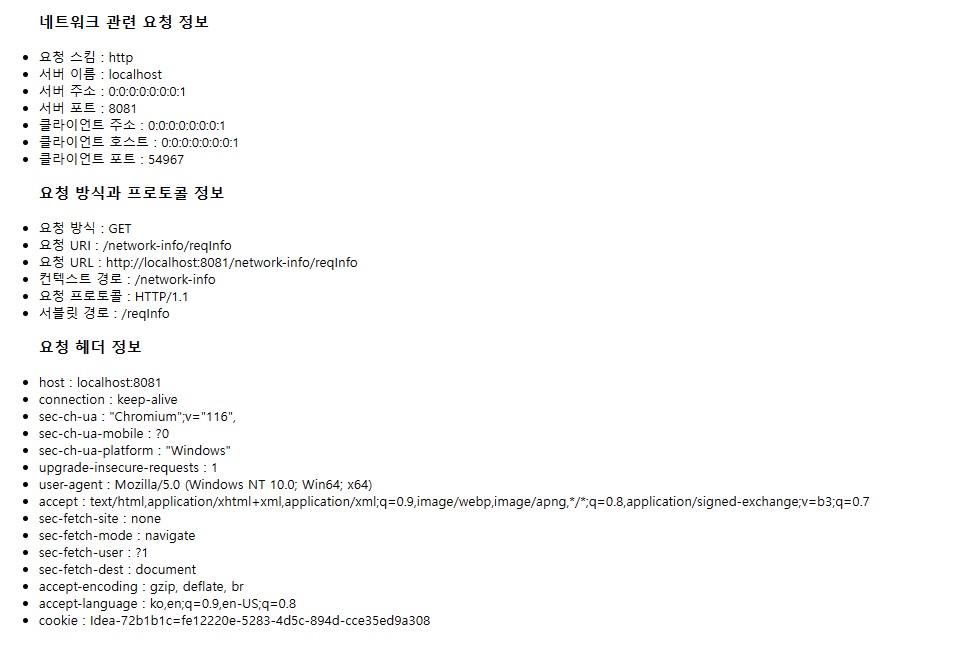 네트워크 관련 요청 정보
요청 스킴 : http
서버 이름 : localhost
서버 주소 : 0:0:0:0:0:0:0:1
서버 포트 : 8081
클라이언트 주소 : 0:0:0:0:0:0:0:1
클라이언트 호스트 : 0:0:0:0:0:0:0:1
클라이언트 포트 : 54967
요청 방식과 프로토콜 정보
요청 방식 : GET
요청 URI : /network-info/reqInfo
요청 URL : http://localhost:8081/network-info/reqInfo
컨텍스트 경로 : /network-info
요청 프로토콜 : HTTP/1.1
서블릿 경로 : /reqInfo
요청 헤더 정보
host : localhost:8081
connection : keep-alive
sec-ch-ua : "Chromium";v="116",
sec-ch-ua-mobile : ?0
sec-ch-ua-platform : "Windows"
upgrade-insecure-requests : 1
user-agent : Mozilla/5.0 (Windows NT 10.0; Win64; x64)
accept : text/html,application/xhtml+xml,application/xml;q=0.9,image/webp,image/apng,*/*;q=0.8,application/signed-exchange;v=b3;q=0.7
sec-fetch-site : none
sec-fetch-mode : navigate
sec-fetch-user : ?1
sec-fetch-dest : document
accept-encoding : gzip, deflate, br
accept-language : ko,en;q=0.9,en-US;q=0.8
cookie : Idea-72b1b1c=fe12220e-5283-4d5c-894d-cce35ed9a308